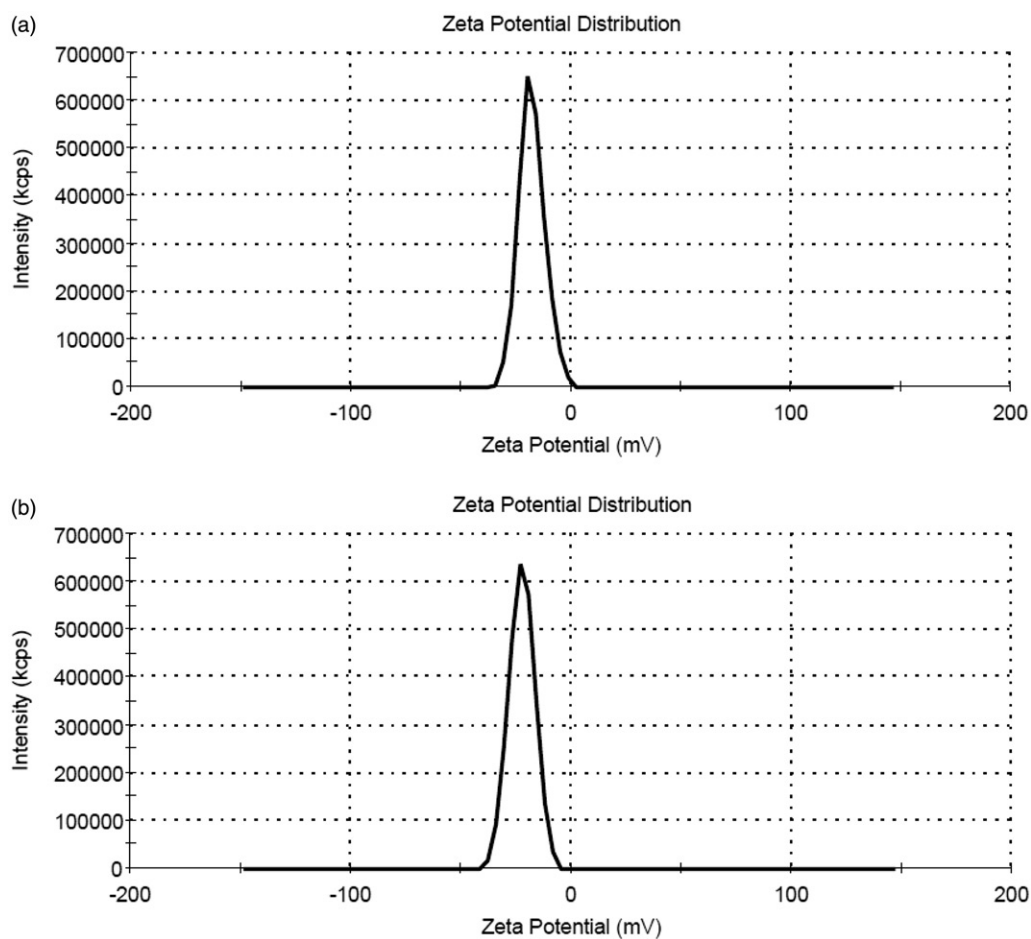 (a)
Zeta Potential Distribution
700000
600000
500000
400000
300000
200000
100000
0
Intensity (kcps)
-200 -100 0 100 200
Zeta Potential (mV)
(b)
Zeta Potential Distribution
700000
600000
500000
400000
300000
200000
100000
0
Intensity (kcps)
-200 -100 0 100 200
Zeta Potential (mV)